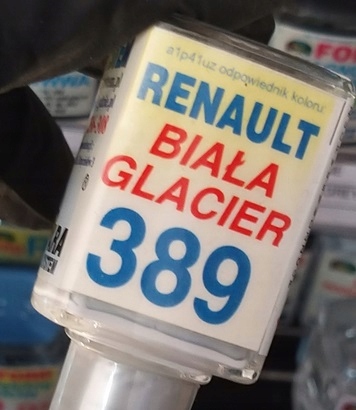 a1p41uz odpowiednik koloru:
RENAULT
BIAŁA
GLACIER
389